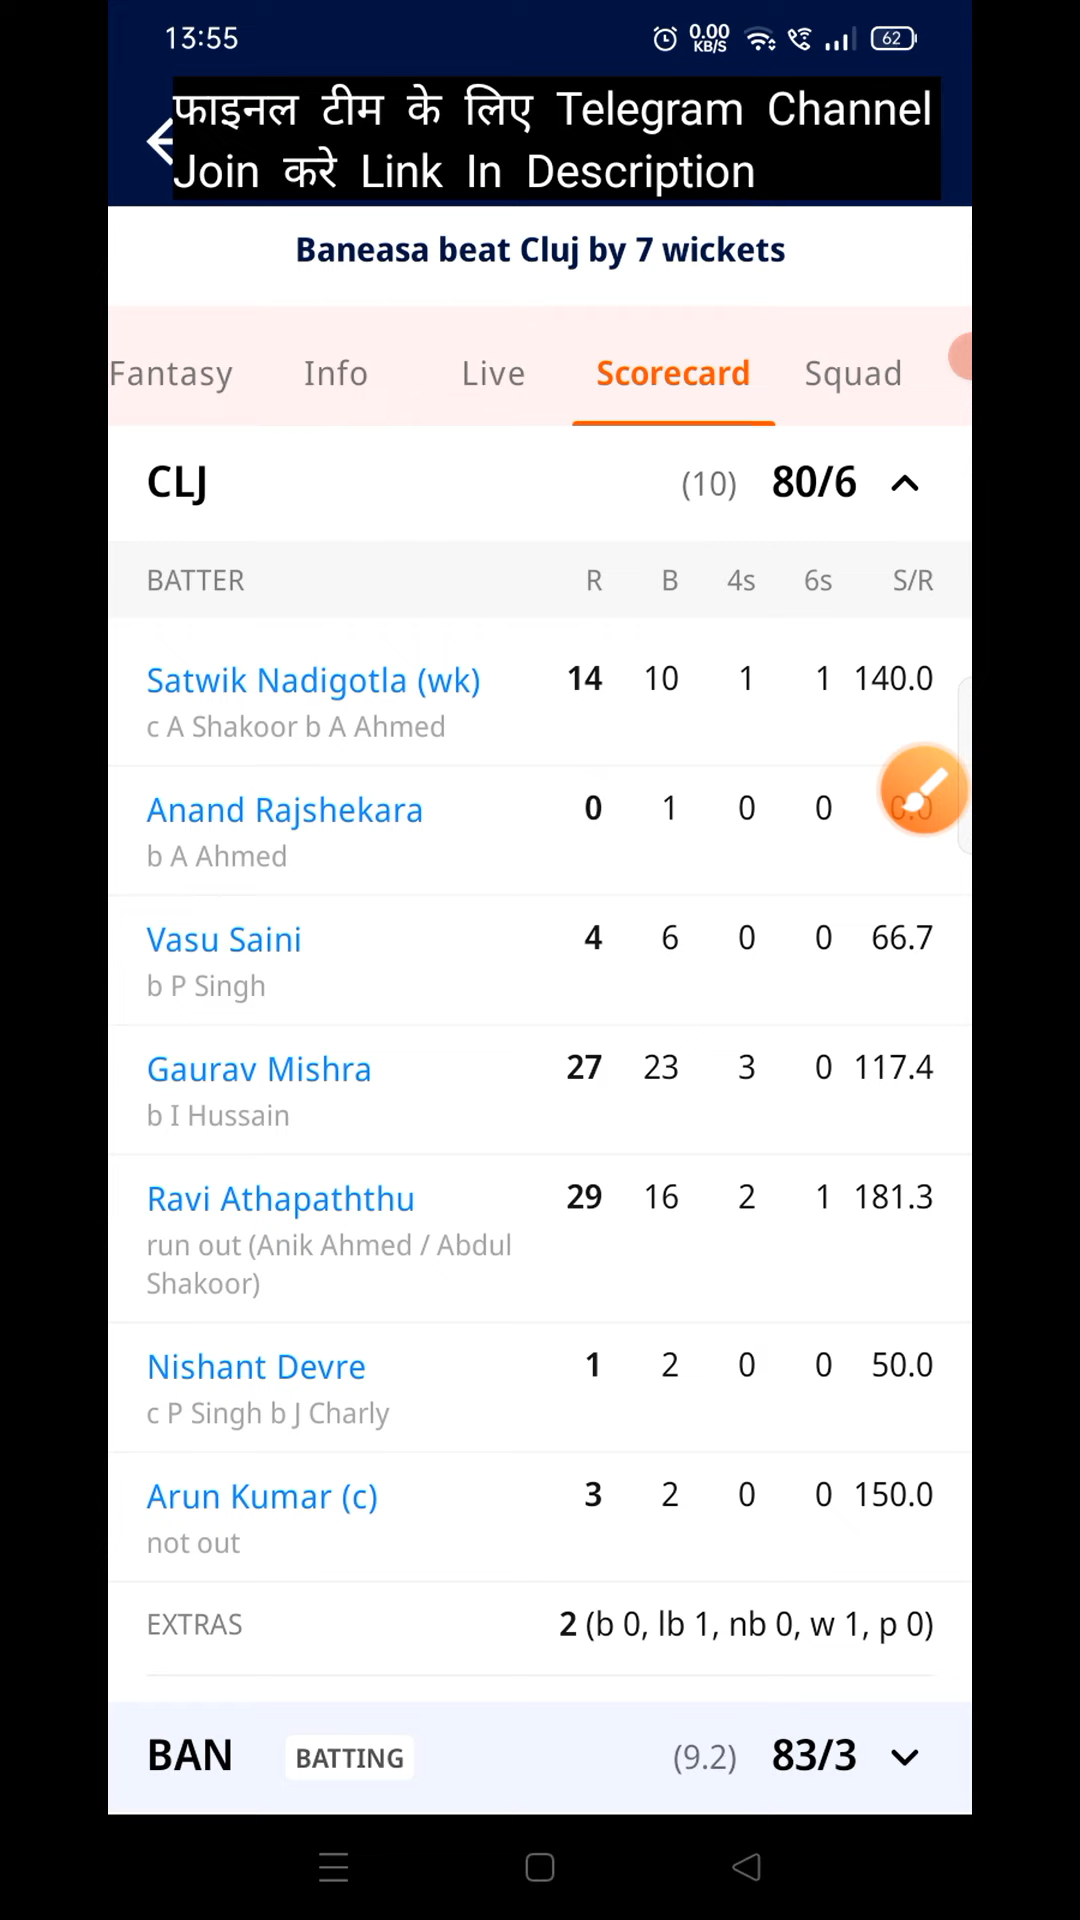 13:55 0.00 KB/S 62
फाइनल टीम के लिए Telegram Channel
Join करे Link In Description
Baneasa beat Cluj by 7 wickets
Fantasy Info Live Scorecard Squad
CLJ (10) 80/6
BATTER R B 4s 6s S/R
Satwik Nadigotla (wk) 14 10 1 1 140.0
c A Shakoor b A Ahmed
Anand Rajshekara 0 1 0 0 0.0
b A Ahmed
Vasu Saini 4 6 0 0 66.7
b P Singh
Gaurav Mishra 27 23 3 0 117.4
b I Hussain
Ravi Athapaththu 29 16 2 1 181.3
run out (Anik Ahmed / Abdul
Shakoor)
Nishant Devre 1 2 0 0 50.0
c P Singh b J Charly
Arun Kumar (c) 3 2 0 0 150.0
not out
EXTRAS 2 (b 0, lb 1, nb 0, w 1, p 0)
BAN BATTING (9.2) 83/3